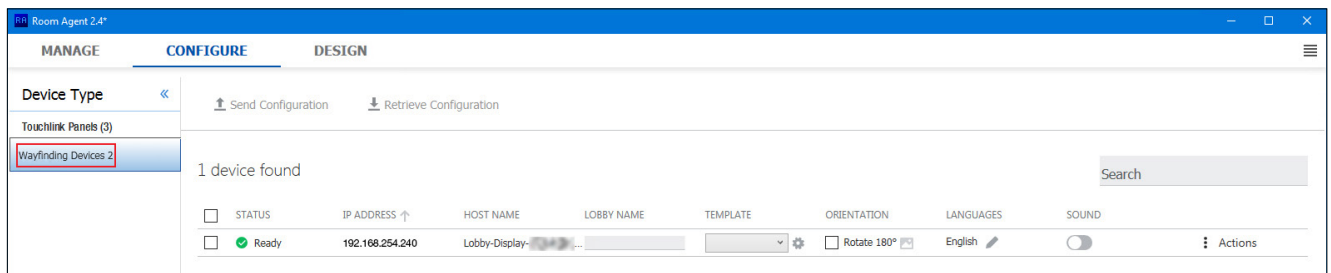 RA Room Agent 2.4*
MANAGE CONFIGURE DESIGN
Device Type «
Send Configuration Retrieve Configuration
Touchlink Panels (3)
Wayfinding Devices 2
1 device found
Search
STATUS IP ADDRESS ↑ HOST NAME LOBBY NAME TEMPLATE ORIENTATION LANGUAGES SOUND
Ready 192.168.254.240 Lobby-Display- ... Rotate 180° English Actions